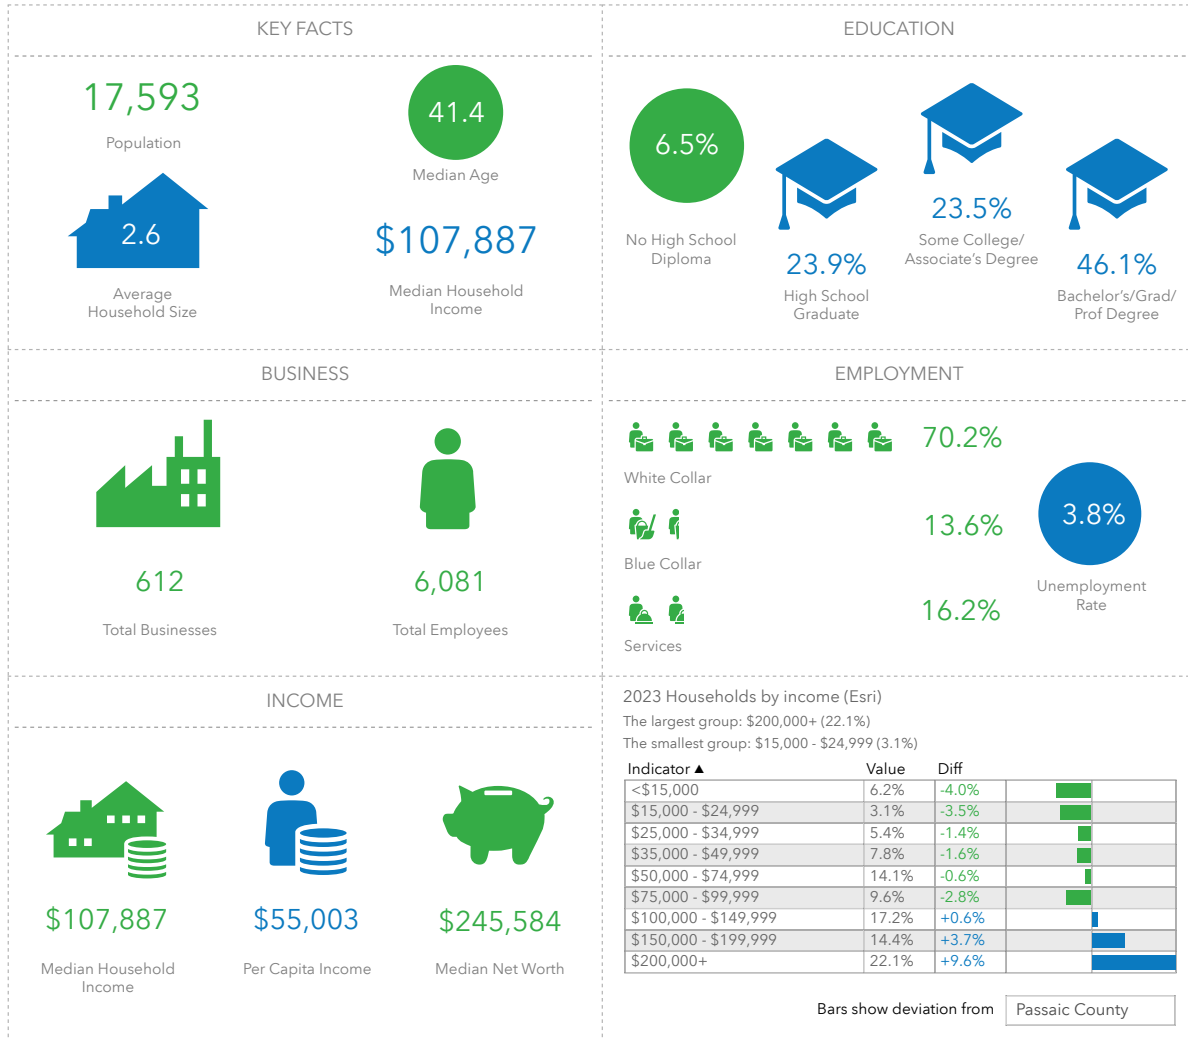 KEY FACTS
17,593
Population
41.4
Median Age
2.6
Average
Household Size
$107,887
Median Household
Income
EDUCATION
6.5%
No High School
Diploma
23.9%
High School
Graduate
23.5%
Some College/
Associate's Degree
46.1%
Bachelor's/Grad/
Prof Degree
BUSINESS
612
Total Businesses
6,081
Total Employees
EMPLOYMENT
70.2%
White Collar
13.6%
Blue Collar
16.2%
Services
3.8%
Unemployment
Rate
INCOME
$107,887
Median Household
Income
$55,003
Per Capita Income
$245,584
Median Net Worth
2023 Households by income (Esri)
The largest group: $200,000+ (22.1%)
The smallest group: $15,000 - $24,999 (3.1%)
Indicator ▲ Value Diff
<$15,000 6.2% -4.0%
$15,000 - $24,999 3.1% -3.5%
$25,000 - $34,999 5.4% -1.4%
$35,000 - $49,999 7.8% -1.6%
$50,000 - $74,999 14.1% -0.6%
$75,000 - $99,999 9.6% -2.8%
$100,000 - $149,999 17.2% +0.6%
$150,000 - $199,999 14.4% +3.7%
$200,000+ 22.1% +9.6%
Bars show deviation from Passaic County